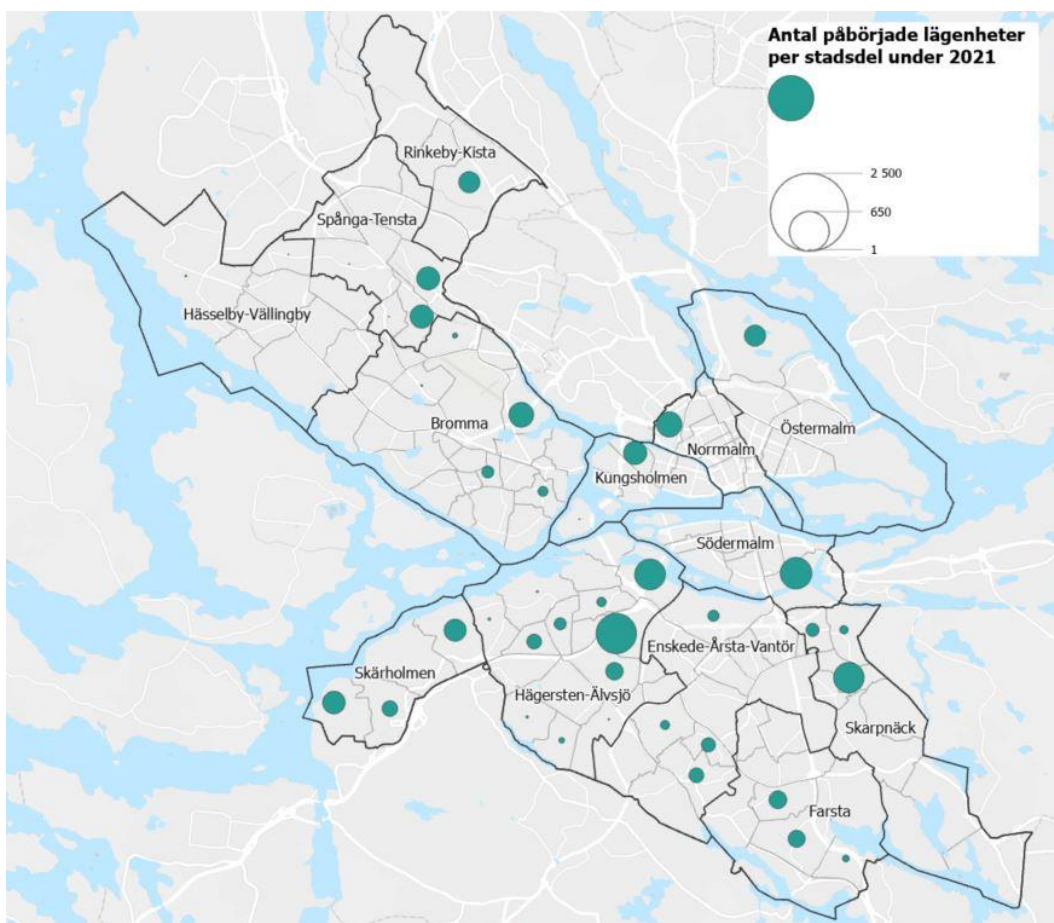 Antal påbörjade lägenheter
per stadsdel under 2021
2 500
650
1
Rinkeby-Kista
Spånga-Tensta
Hässelby-Vällingby
Bromma
Östermalm
Norrmalm
Kungsholmen
Södermalm
Enskede-Årsta-Vantör
Skärholmen
Hägersten-Älvsjö
Skarpnäck
Farsta